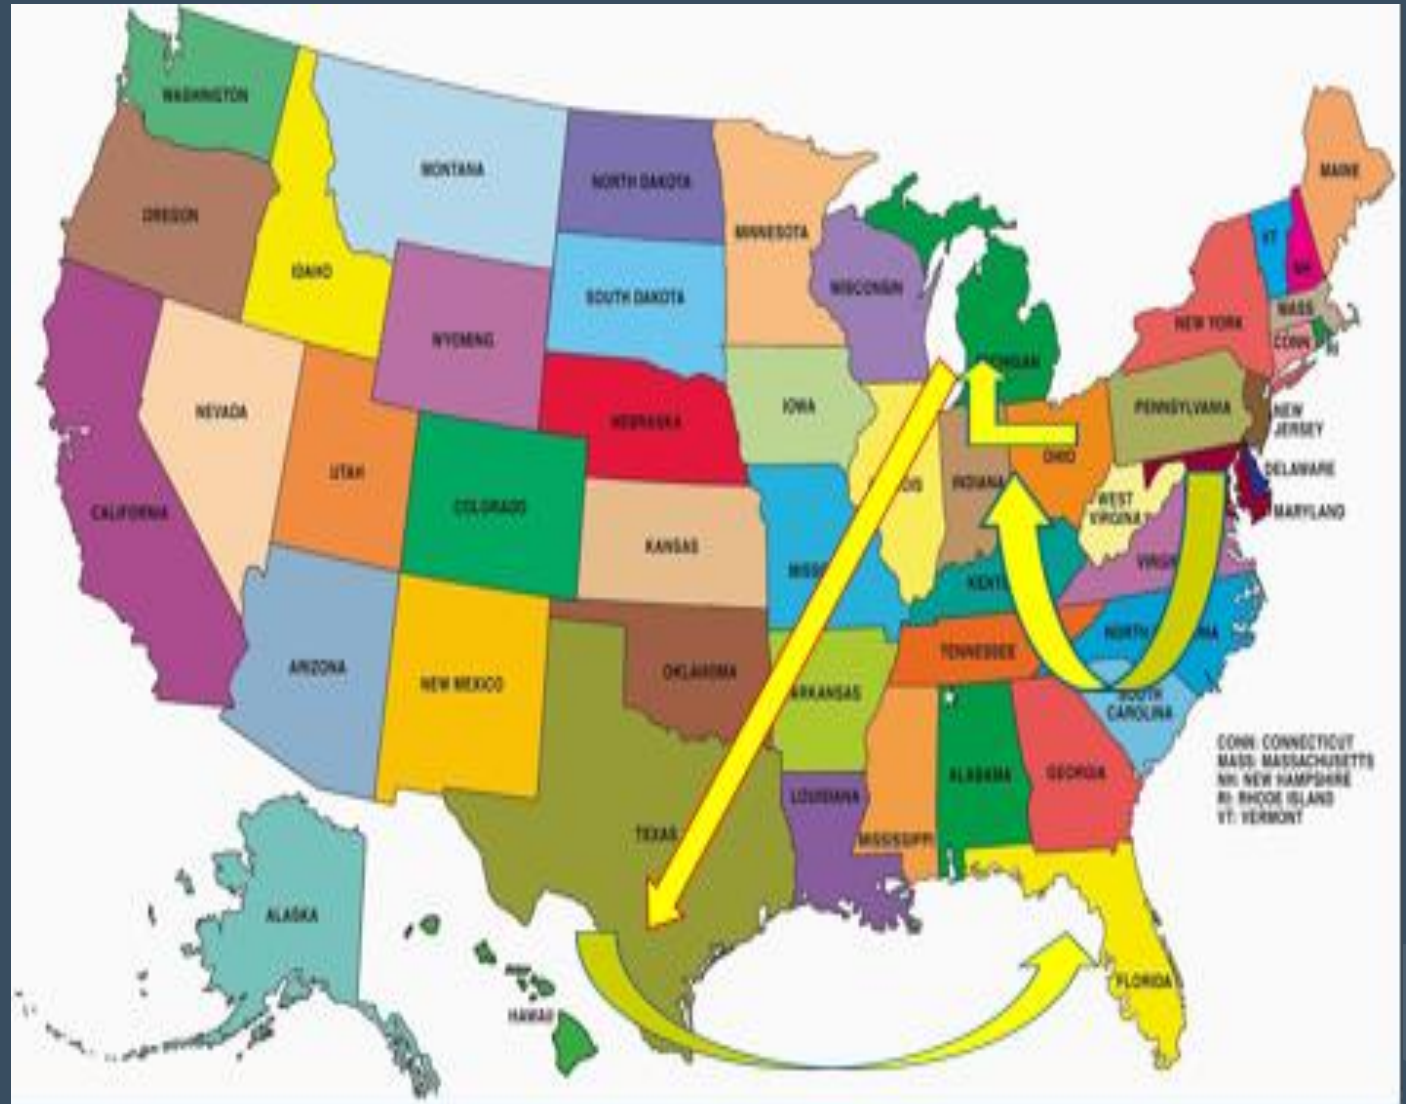 WASHINGTON
MAINE
MONTANA
NORTH DAKOTA
OREGON
MINNESOTA
VT
NH
IDAHO
WISCONSIN
SOUTH DAKOTA
MASS
NEW YORK
WYOMING
CONN
RI
NEVADA
IOWA
PENNSYLVANIA
NEBRASKA
NEW
JERSEY
OHIO
UTAH
DELAWARE
INDIANA
COLORADO
WEST
VIRGINIA
CALIFORNIA
MARYLAND
KANSAS
NORTH
TENNESSEE
ARIZONA
OKLAHOMA
NEW MEXICO
ARKANSAS
SOUTH
CAROLINA
CONN: CONNECTICUT
MASS: MASSACHUSETTS
NH: NEW HAMPSHIRE
RI: RHODE ISLAND
VT: VERMONT
ALABAMA
GEORGIA
LOUISIANA
TEXAS
MISSISSIPPI
ALASKA
FLORIDA
HAWAII